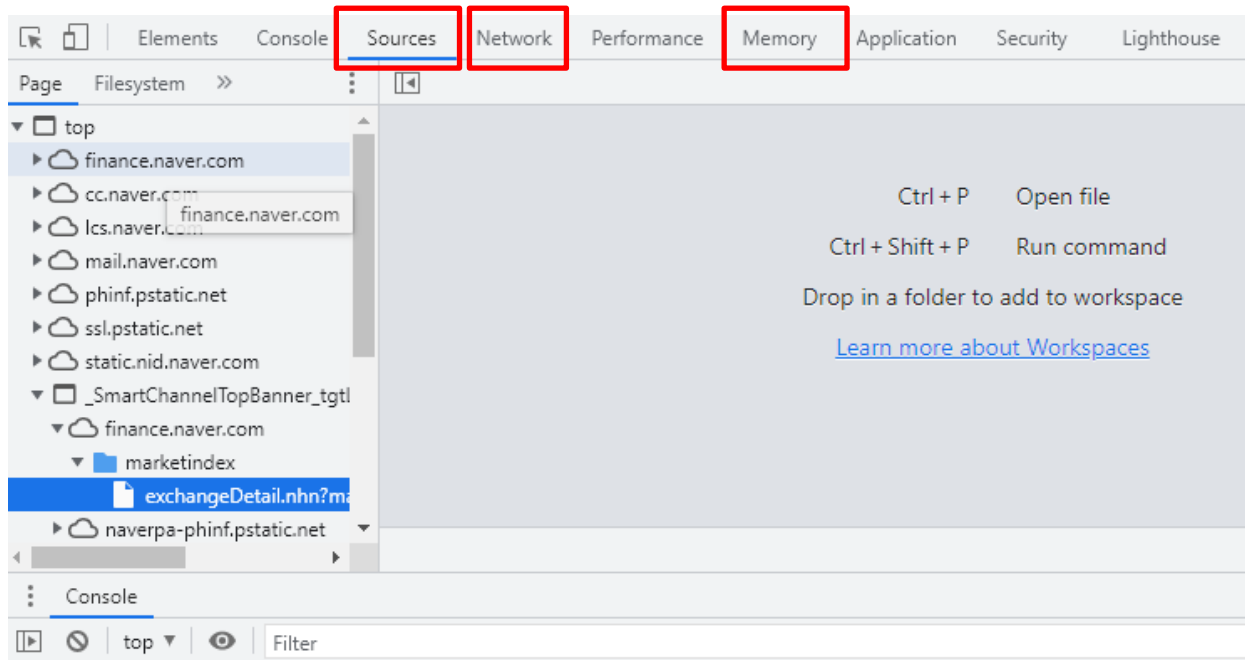 Elements Console Sources Network Performance Memory Application Security Lighthouse
Page Filesystem
top
finance.naver.com
cc.naver.com
finance.naver.com
lcs.naver.com
mail.naver.com
phinf.pstatic.net
ssl.pstatic.net
static.nid.naver.com
_SmartChannelTopBanner_tgtl
finance.naver.com
marketindex
exchangeDetail.nhn?ma
naverpa-phinf.pstatic.net
Ctrl + P Open file
Ctrl + Shift + P Run command
Drop in a folder to add to workspace
Learn more about Workspaces
Console
top Filter